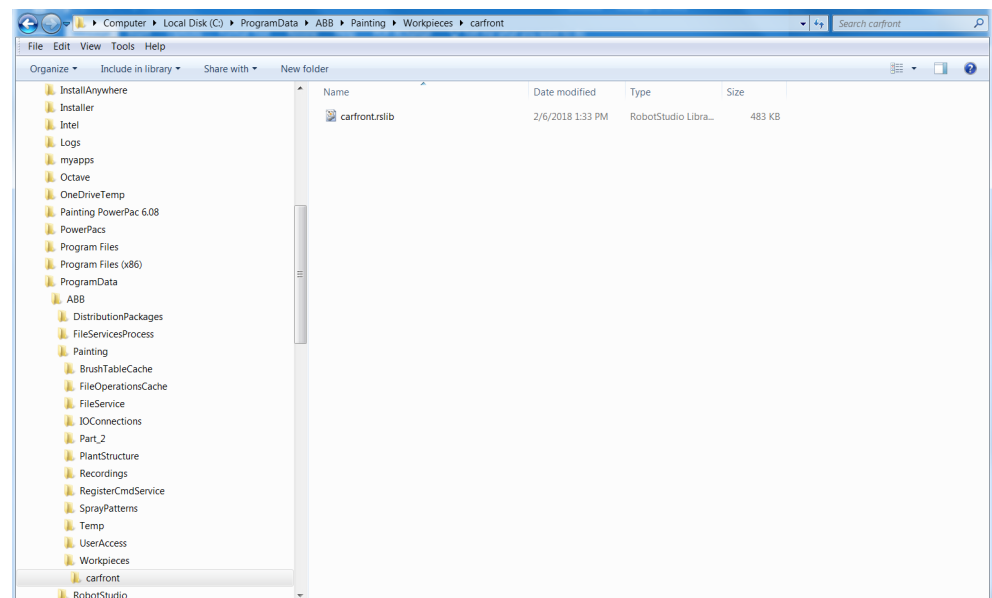 Computer Local Disk (C:) ProgramData ABB Painting Workpieces carfront Search carfront
File Edit View Tools Help
Organize Include in library Share with New folder
InstallAnywhere
Installer
Intel
Logs
myapps
Octave
OneDriveTemp
Painting PowerPac 6.08
PowerPacs
Program Files
Program Files (x86)
ProgramData
ABB
DistributionPackages
FileServicesProcess
Painting
BrushTableCache
FileOperationsCache
FileService
IOConnections
Part_2
PlantStructure
Recordings
RegisterCmdService
SprayPatterns
Temp
UserAccess
Workpieces
carfront
RobotStudio
Name Date modified Type Size
carfront.rslib 2/6/2018 1:33 PM RobotStudio Libra... 483 KB